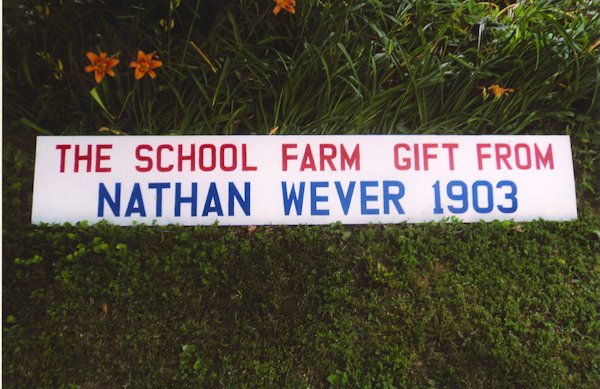 THE SCHOOL FARM GIFT FROM
NATHAN WEVER 1903